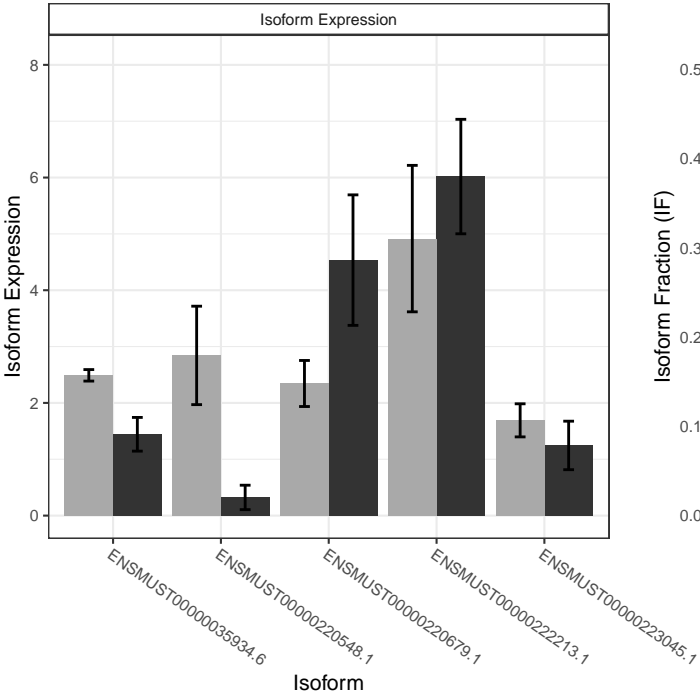 Isoform Expression
Isoform Expression
8
6
4
2
0
ENSMUST00000035934.6
ENSMUST00000220548.1
ENSMUST00000220679.1
ENSMUST00000222213.1
ENSMUST00000223045.1
Isoform
Isoform Fraction (IF)
0.5
0.4
0.3
0.2
0.1
0.0